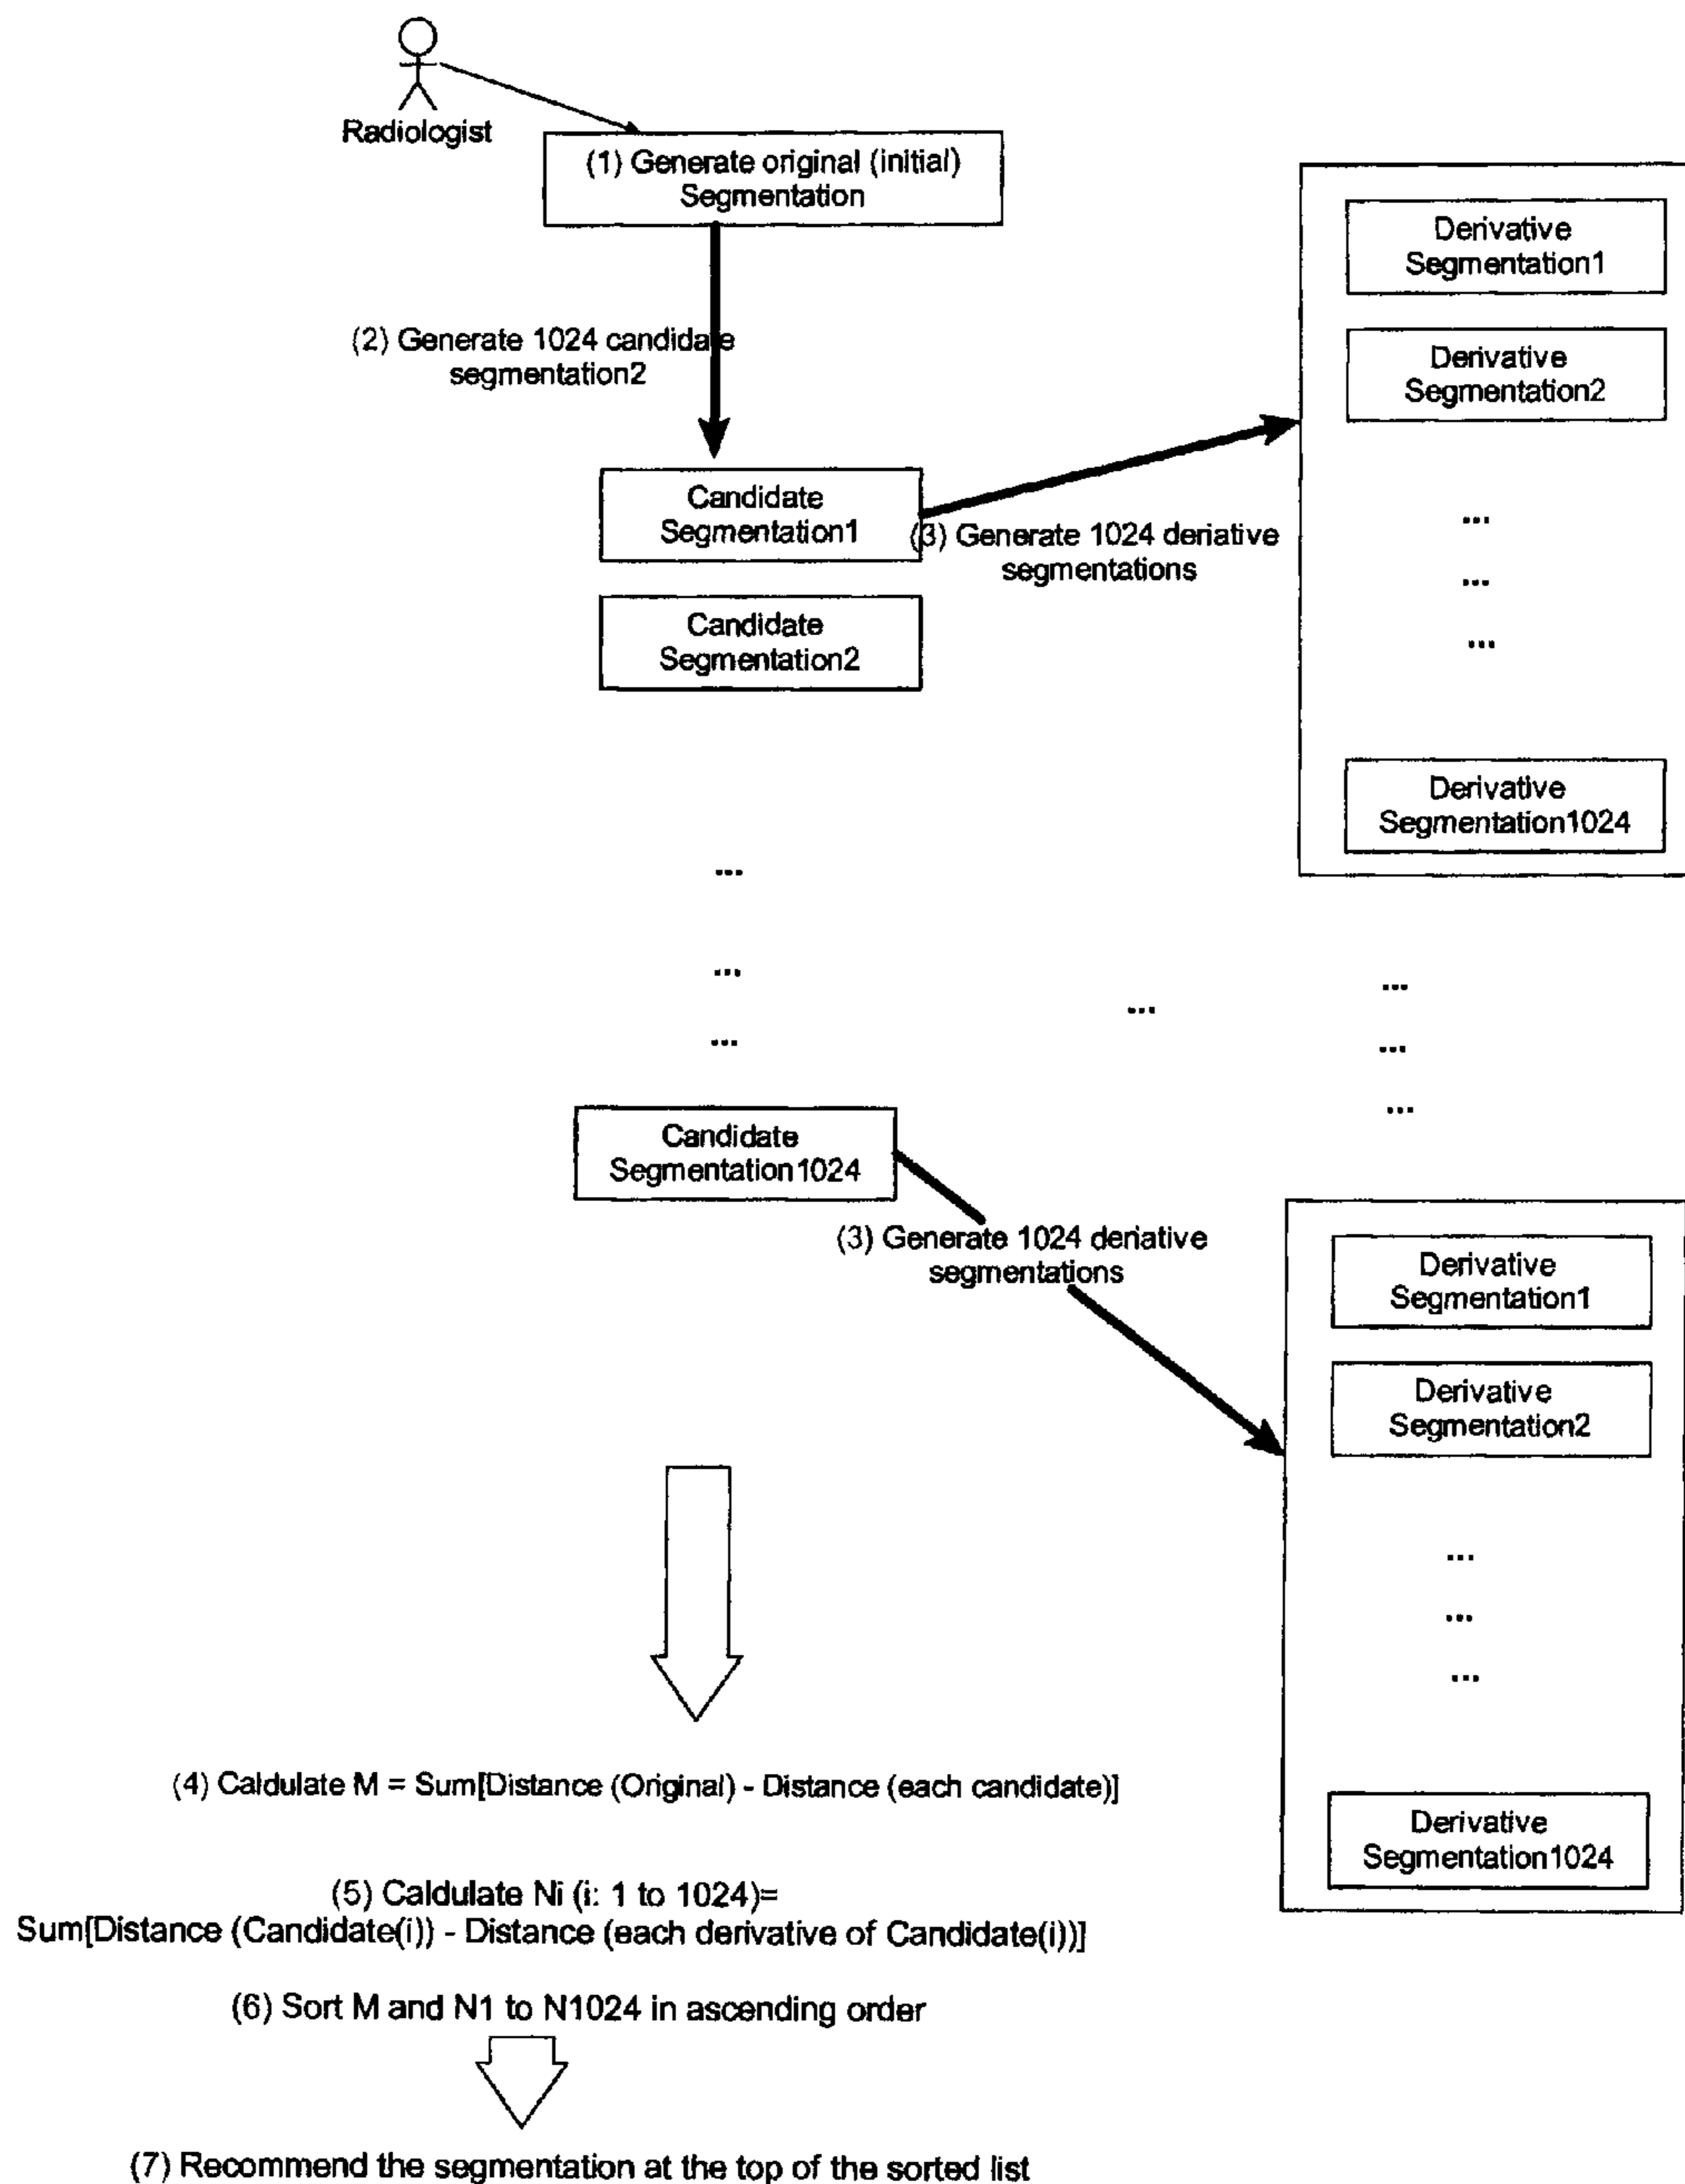 Radiologist
(1) Generate original (initial)
Segmentation
(2) Generate 1024 candidate
segmentation2
Candidate
Segmentation1
(3) Generate 1024 deriative
segmentations
Candidate
Segmentation2
Derivative
Segmentation1
Derivative
Segmentation2
...
...
...
Derivative
Segmentation1024
...
...
...
...
...
...
...
Candidate
Segmentation1024
(3) Generate 1024 deriative
segmentations
Derivative
Segmentation1
Derivative
Segmentation2
...
...
...
Derivative
Segmentation1024
(4) Caldulate M = Sum[Distance (Original) - Distance (each candidate)]
(5) Caldulate Ni (i: 1 to 1024)=
Sum[Distance (Candidate(i)) - Distance (each derivative of Candidate(i))]
(6) Sort M and N1 to N1024 in ascending order
(7) Recommend the segmentation at the top of the sorted list